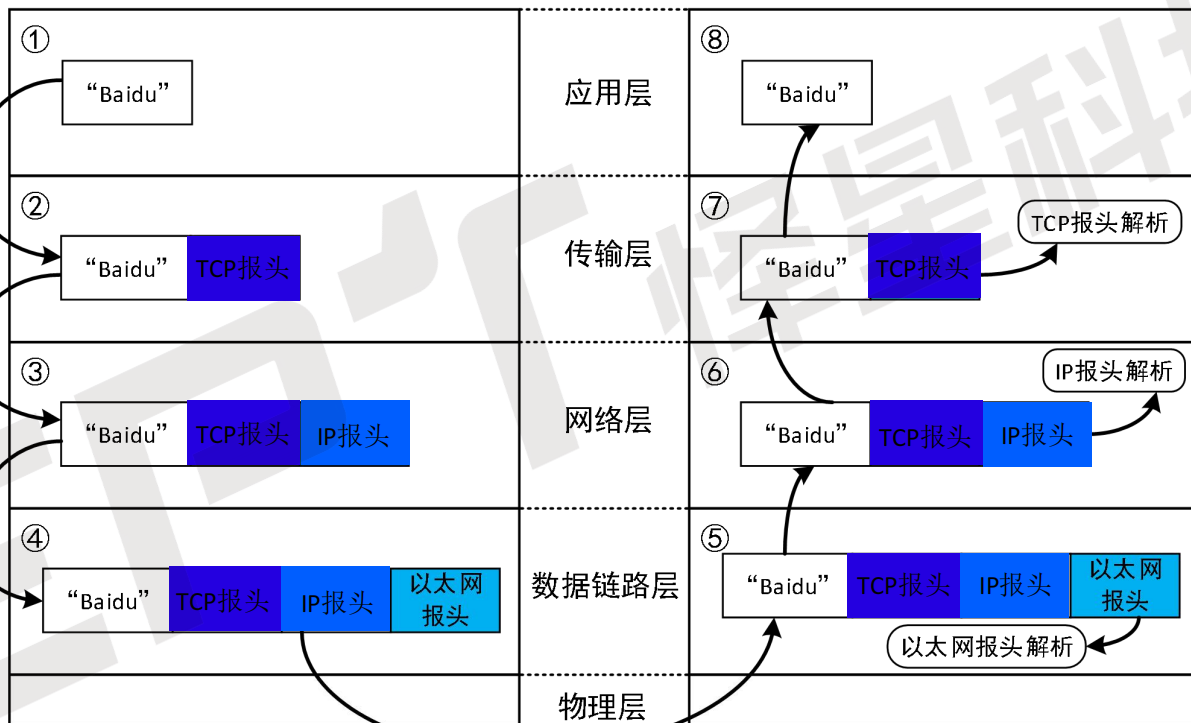 ①
“Baidu”
应用层
⑧
“Baidu”
②
“Baidu” TCP报头
传输层
⑦
“Baidu” TCP报头
TCP报头解析
③
“Baidu” TCP报头 IP报头
网络层
⑥
“Baidu” TCP报头 IP报头
IP报头解析
④
“Baidu” TCP报头 IP报头 以太网
报头
数据链路层
⑤
“Baidu” TCP报头 IP报头 以太网
报头
以太网报头解析
物理层
怪星科